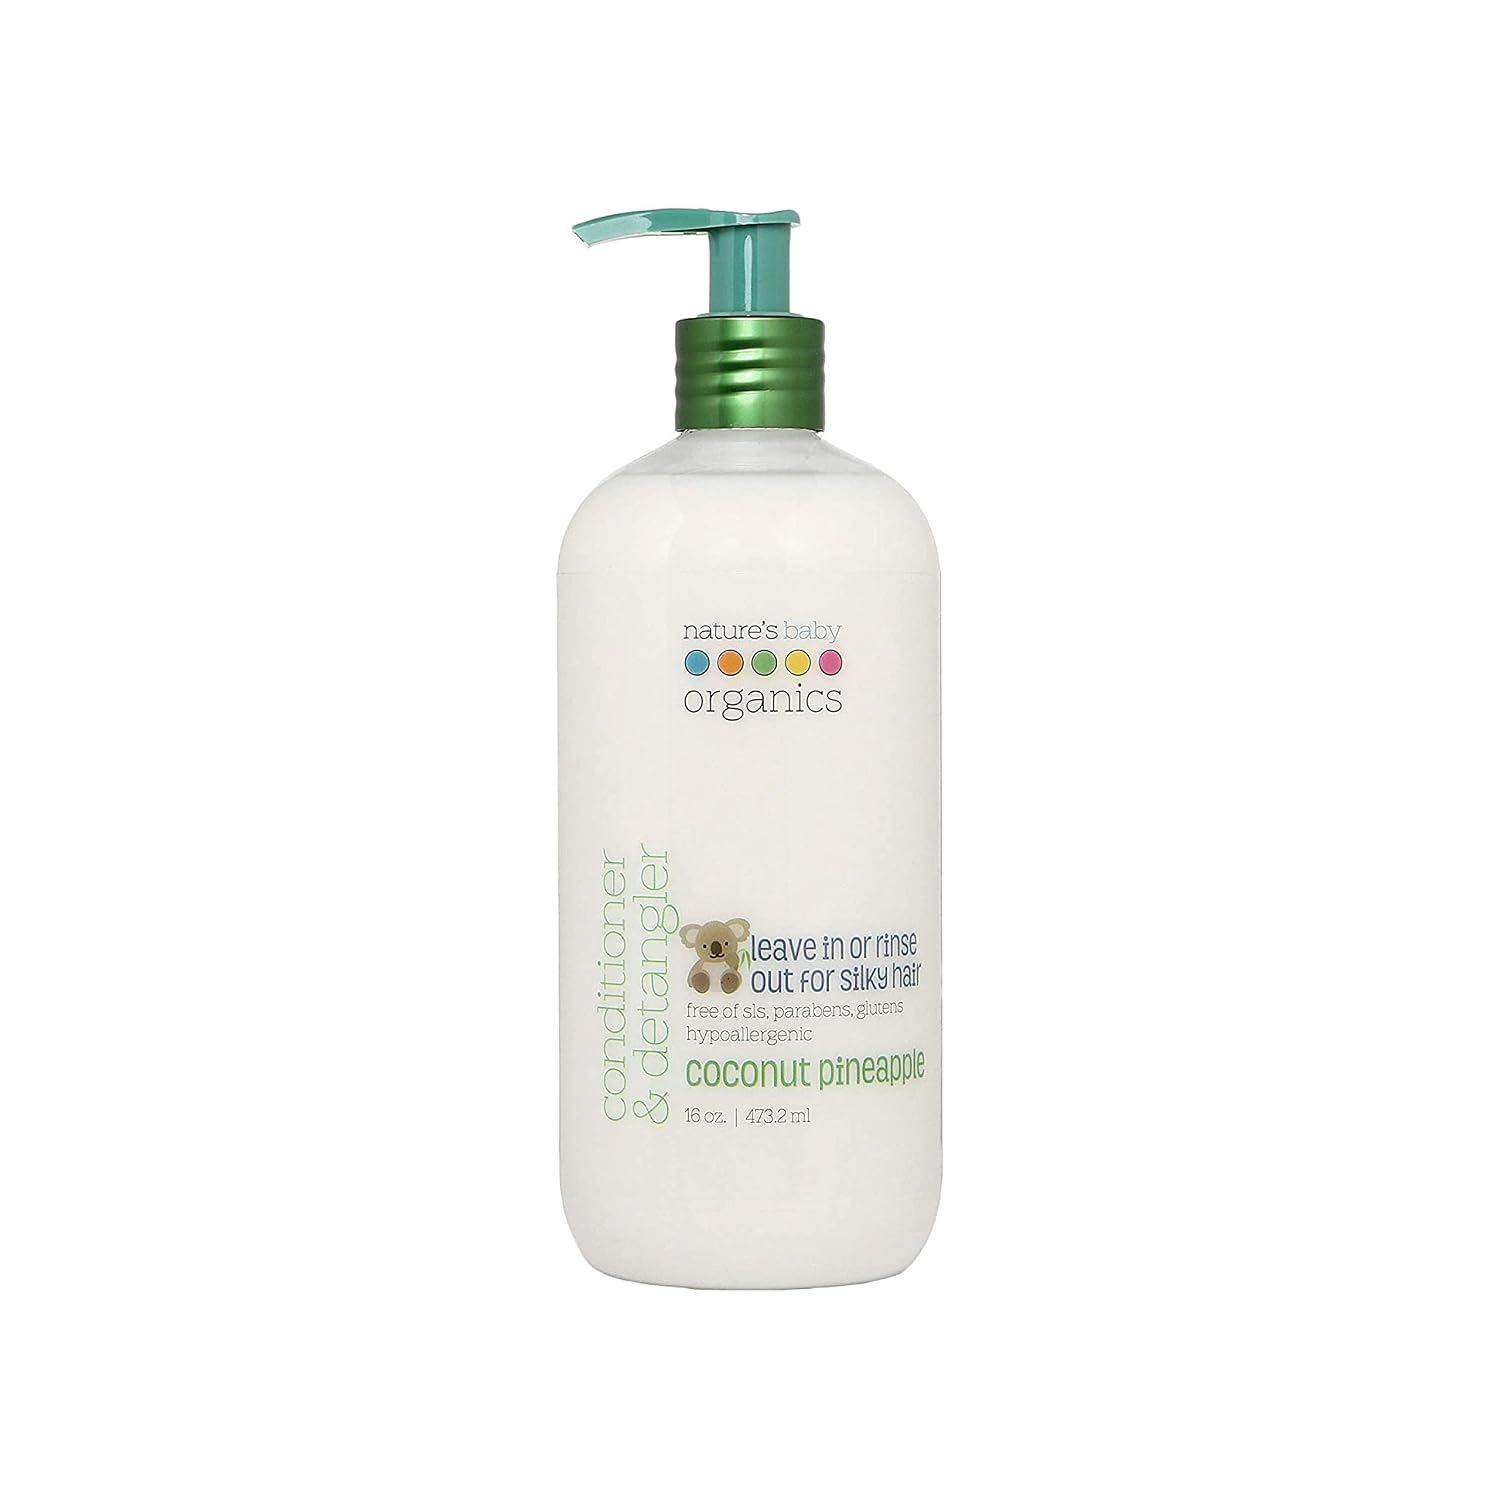 nature's baby
organics
conditioner
& detangler
leave in or rinse
out for silky hair
free of sls, parabens, glutens
hypoallergenic
coconut pineapple
16 oz. | 473.2 ml